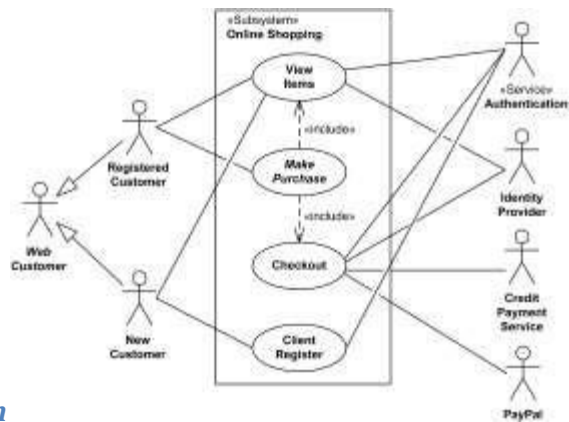 «Subsystem»
Online Shopping
View
Items
«Service»
Authentication
«include»
Registered
Customer
Make
Purchase
Identity
Provider
«include»
Web
Customer
Checkout
Credit
Payment
Service
New
Customer
Client
Register
PayPal
n